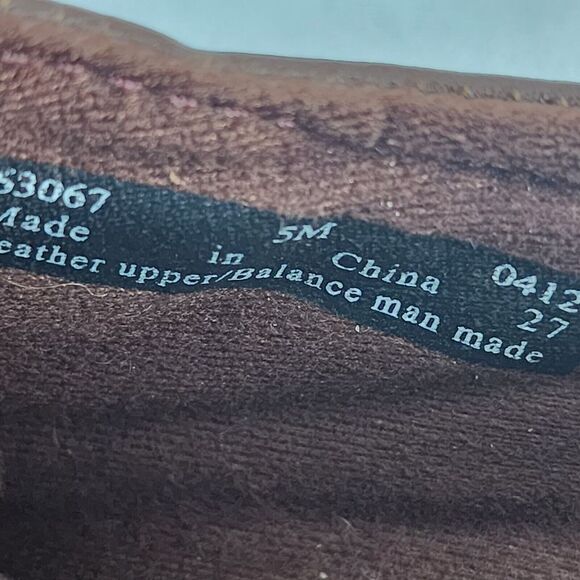 53067 5M 0412
Made in China 27
eather upper/Balance man made